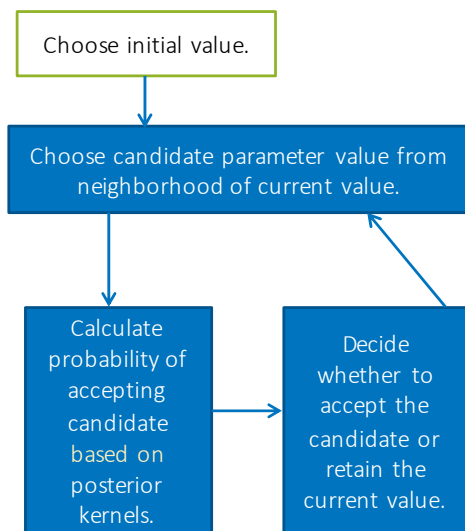 Choose initial value.
Choose candidate parameter value from
neighborhood of current value.
Calculate
probability of
accepting
candidate
based on
posterior
kernels.
Decide
whether to
accept the
candidate or
retain the
current value.